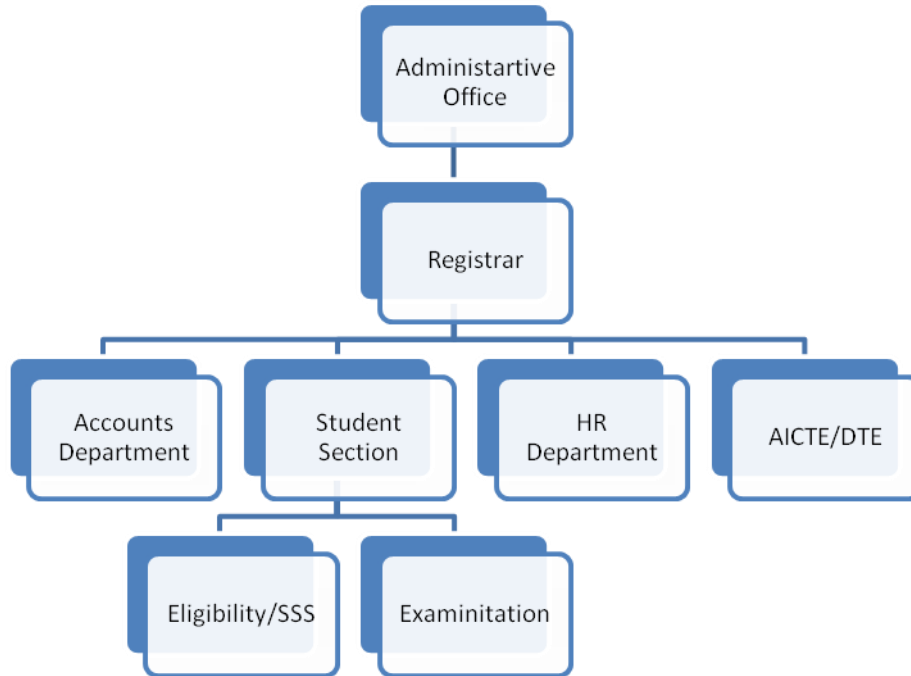 Administartive
Office
Registrar
Accounts
Department
Student
Section
HR
Department
AICTE/DTE
Eligibility/SSS
Examinitation